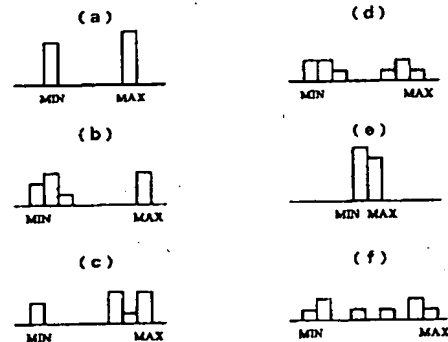 (a)
MIN MAX
(b)
MIN MAX
(c)
MIN MAX
(d)
MIN MAX
(e)
MIN MAX
(f)
MIN MAX